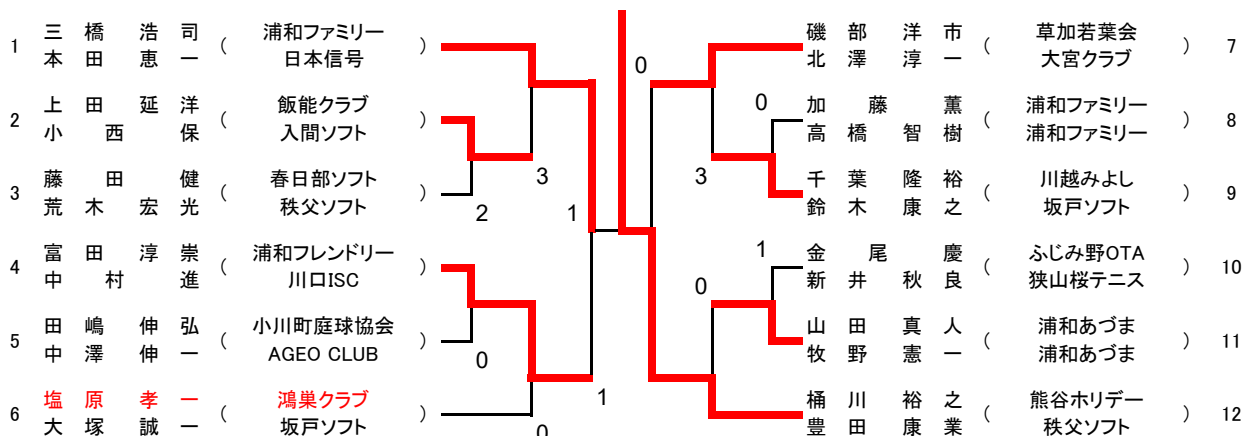 三橋浩司 浦和ファミリー
1 ( )
本田恵一 日本信号
上田延洋 飯能クラブ
2 ( )
小西保 入間ソフト
藤田健 春日部ソフト
3 ( )
荒木宏光 秩父ソフト
富田淳崇 浦和フレンドリー
4 ( )
中村進 川口ISC
田嶋伸弘 小川町庭球協会
5 ( )
中澤伸一 AGEO CLUB
塩原孝一 鴻巣クラブ
6 ( )
大塚誠一 坂戸ソフト
3
2
1
0
1
0
0
0
3
1
0
磯部洋市 草加若葉会
( ) 7
北澤淳一 大宮クラブ
加藤薫 浦和ファミリー
( ) 8
高橋智樹 浦和ファミリー
千葉隆裕 川越みよし
( ) 9
鈴木康之 坂戸ソフト
金尾慶 ふじみ野OTA
( ) 10
新井秋良 狭山桜テニス
山田真人 浦和あづま
( ) 11
牧野憲一 浦和あづま
桶川裕之 熊谷ホリデー
( ) 12
豊田康業 秩父ソフト